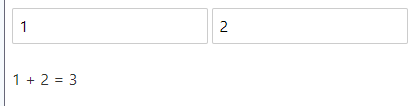 1 2
1 + 2 = 3